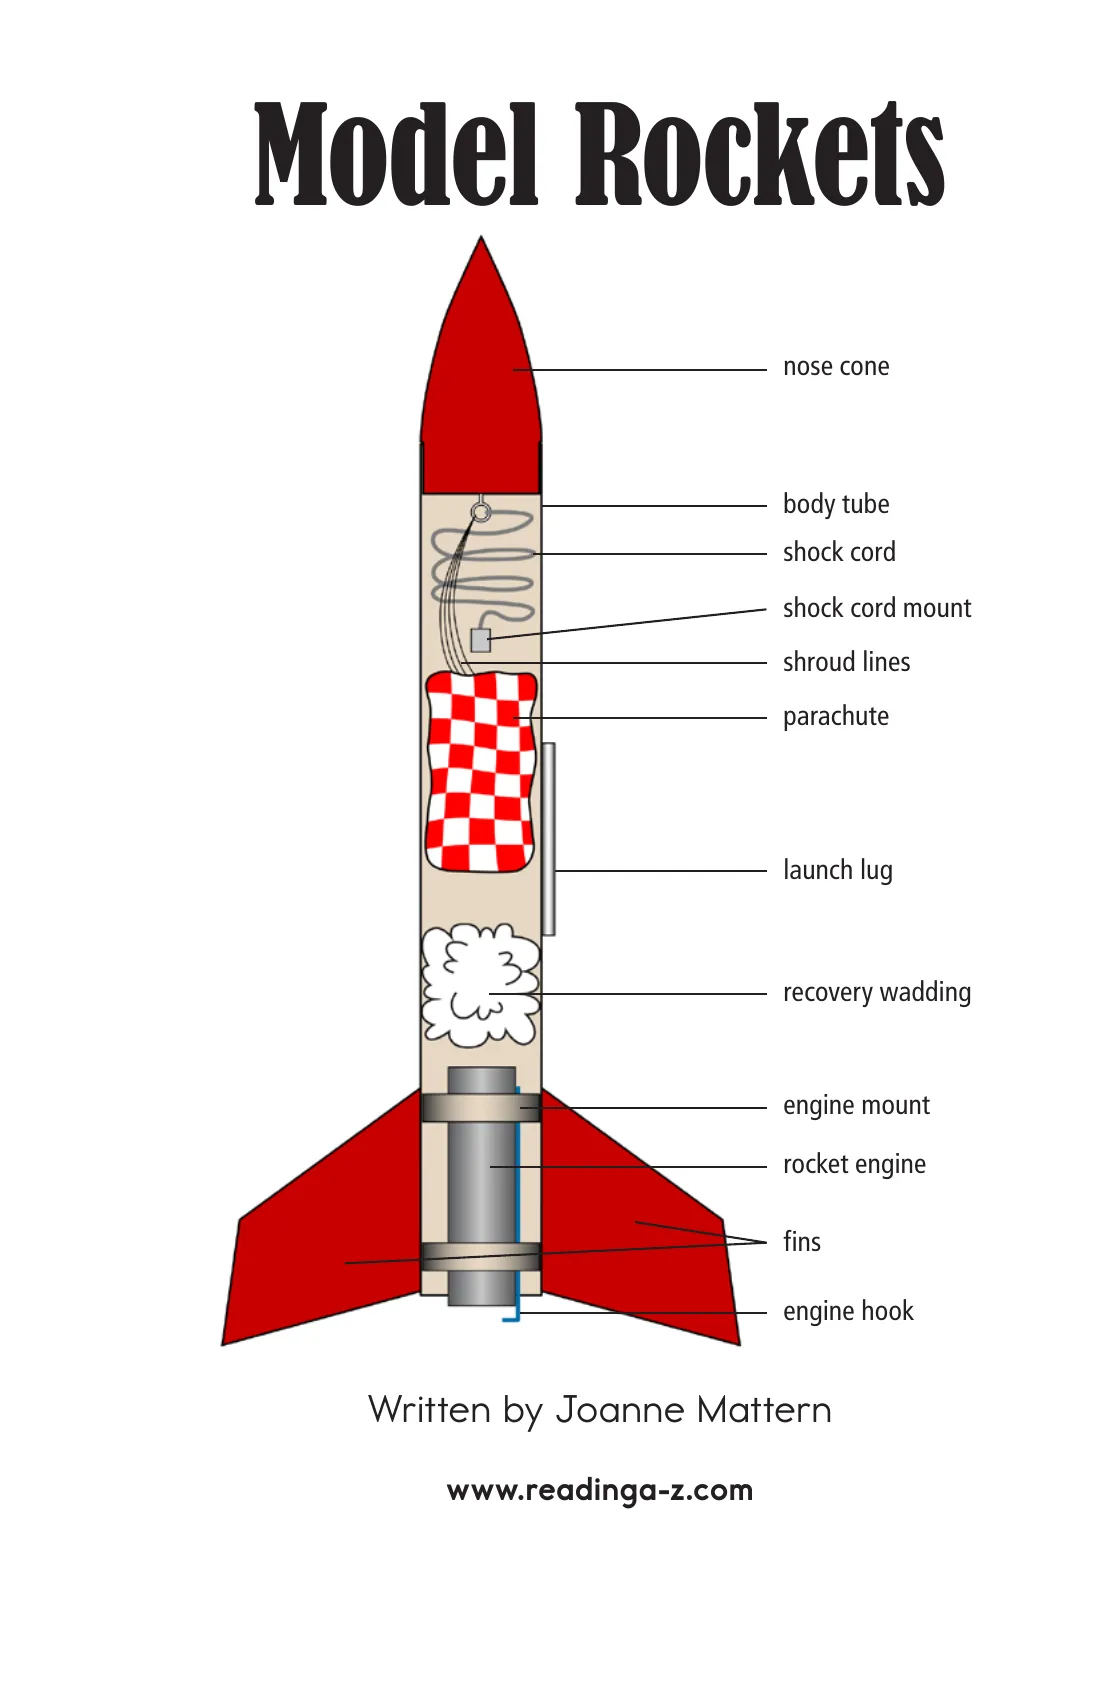 Model Rockets
nose cone
body tube
shock cord
shock cord mount
shroud lines
parachute
launch lug
recovery wadding
engine mount
rocket engine
fins
engine hook
Written by Joanne Mattern
www.readinga-z.com